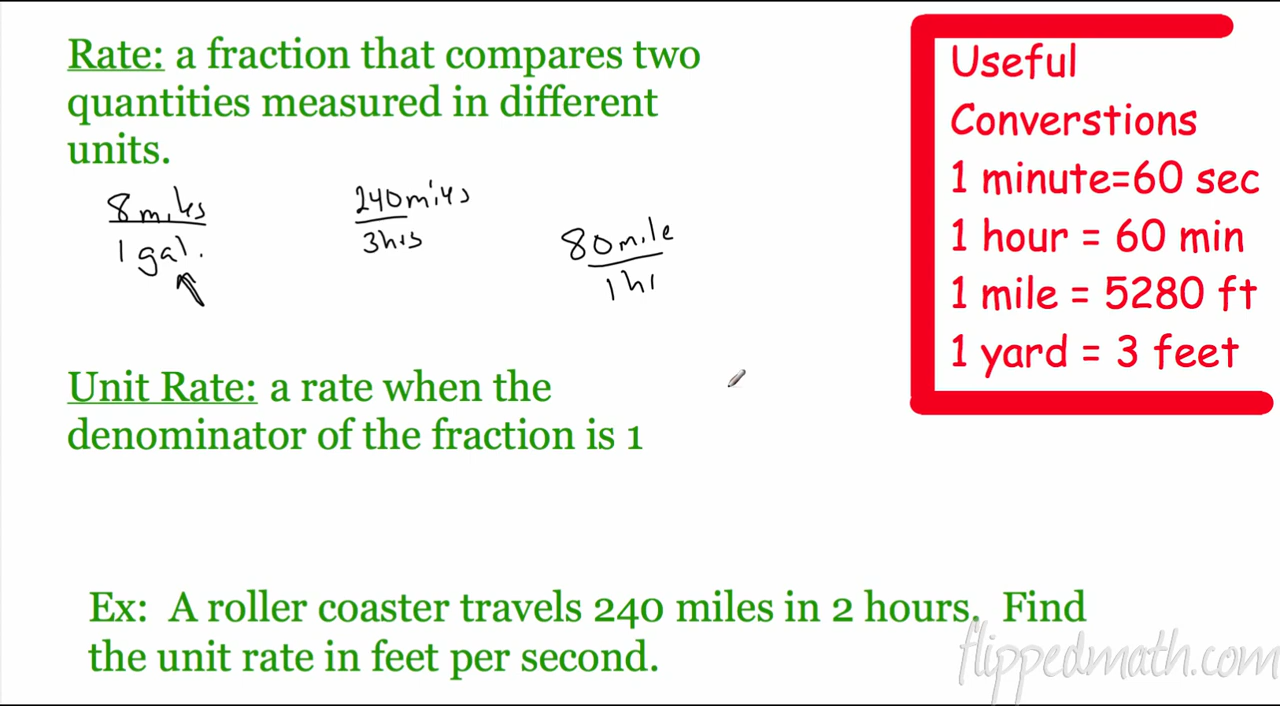 Rate: a fraction that compares two
quantities measured in different
units.
8 miles
1 gal.
240 miles
3 hrs
80 mile
1 hr
Unit Rate: a rate when the
denominator of the fraction is 1
Ex: A roller coaster travels 240 miles in 2 hours. Find
the unit rate in feet per second.
Useful
Converstions
1 minute=60 sec
1 hour = 60 min
1 mile = 5280 ft
1 yard = 3 feet
flippedmath.com